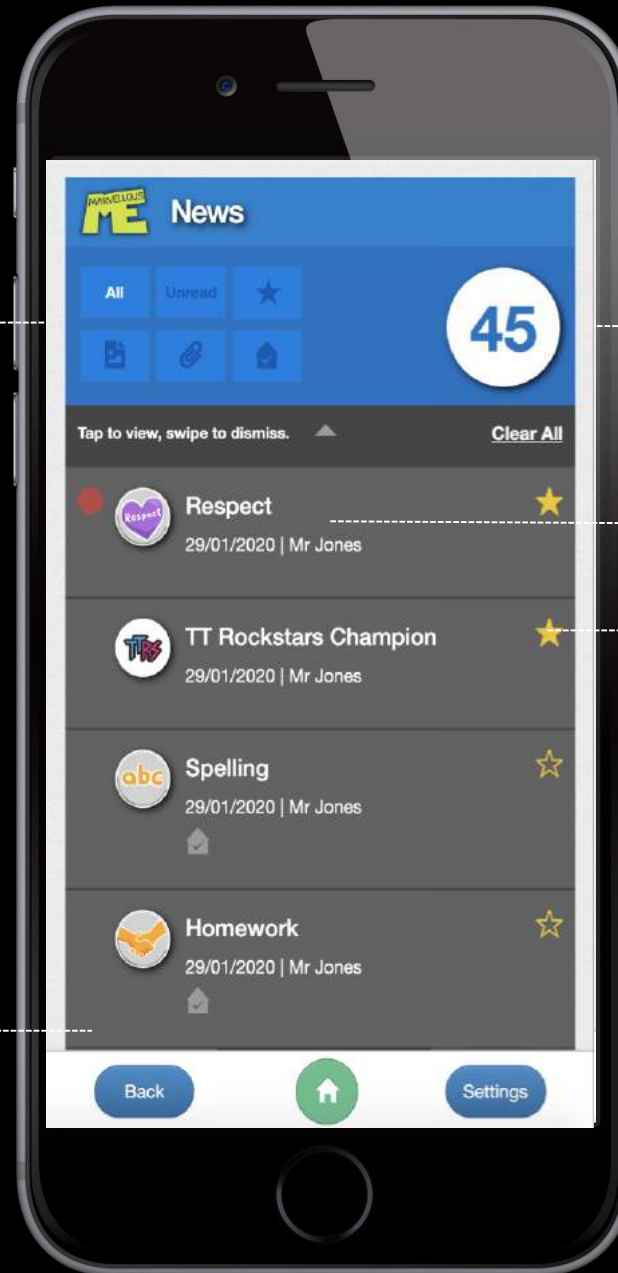 MARVELLOUS
ME
News
All
Unread
45
Tap to view, swipe to dismiss.
Clear All
Respect
Respect
29/01/2020 | Mr Jones
TTRS
TT Rockstars Champion
29/01/2020 | Mr Jones
abc
Spelling
29/01/2020 | Mr Jones
Homework
29/01/2020 | Mr Jones
Back
Settings